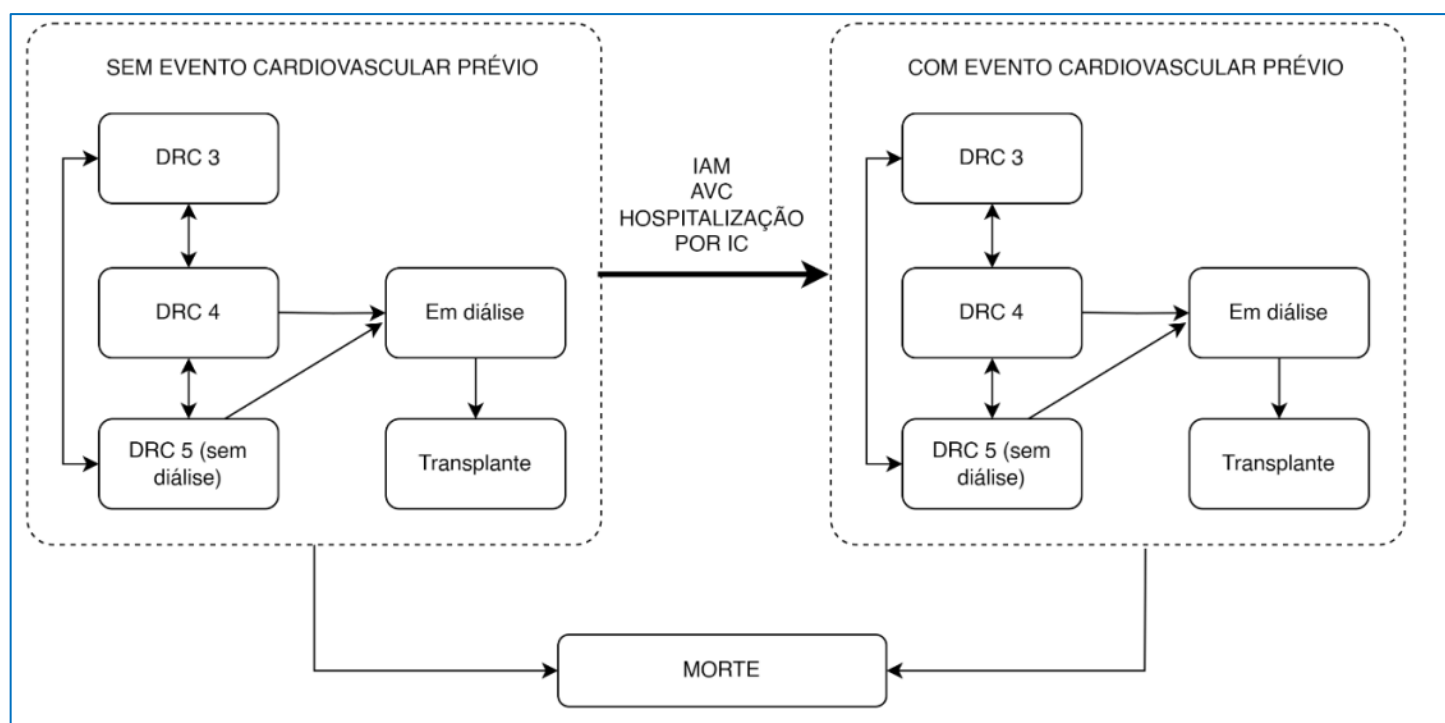 SEM EVENTO CARDIOVASCULAR PRÉVIO
DRC 3
DRC 4
Em diálise
DRC 5 (sem
diálise)
Transplante
IAM
AVC
HOSPITALIZAÇÃO
POR IC
COM EVENTO CARDIOVASCULAR PRÉVIO
DRC 3
DRC 4
Em diálise
DRC 5 (sem
diálise)
Transplante
MORTE